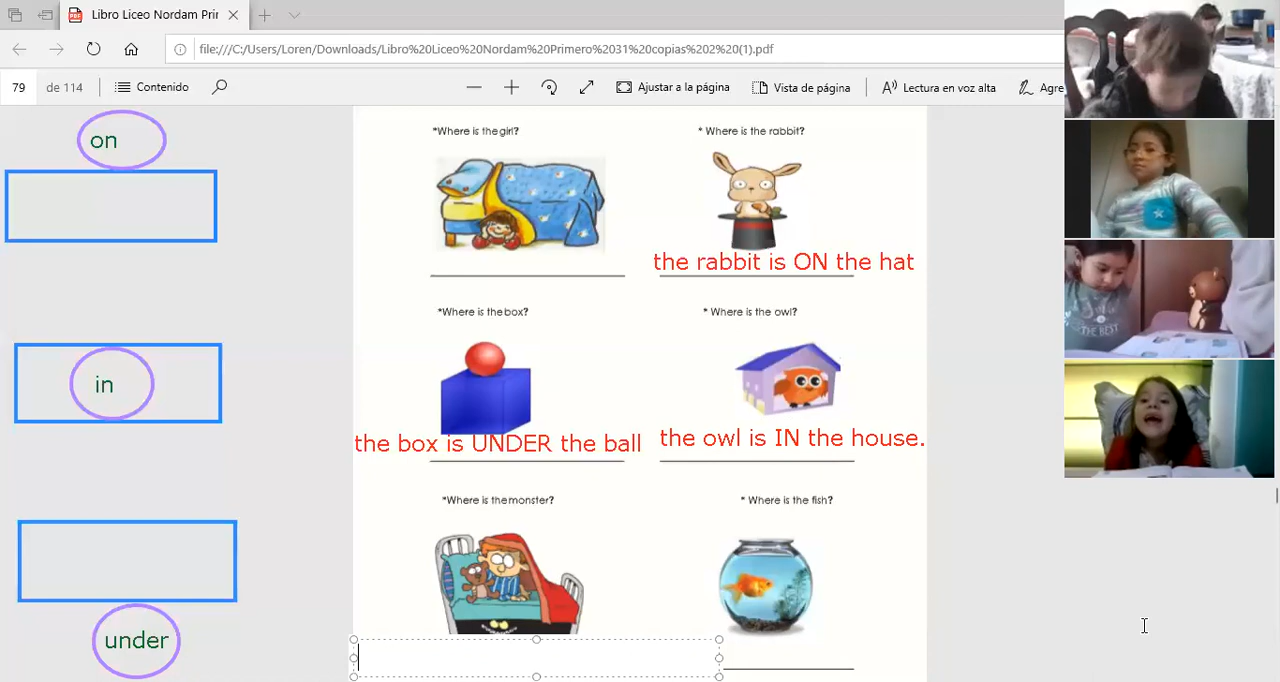 Libro Liceo Nordam Prir
file:///C:/Users/Loren/Downloads/Libro%20Liceo%20Nordam%20Primero%2031%20copias%202%20(1).pdf
79 de 114 Contenido Ajustar a la página Vista de página Lectura en voz alta Agre
on
*Where is the girl? * Where is the rabbit?
the rabbit is ON the hat
*Where is the box? * Where is the owl?
in
the box is UNDER the ball the owl is IN the house.
*Where is the monster? * Where is the fish?
under